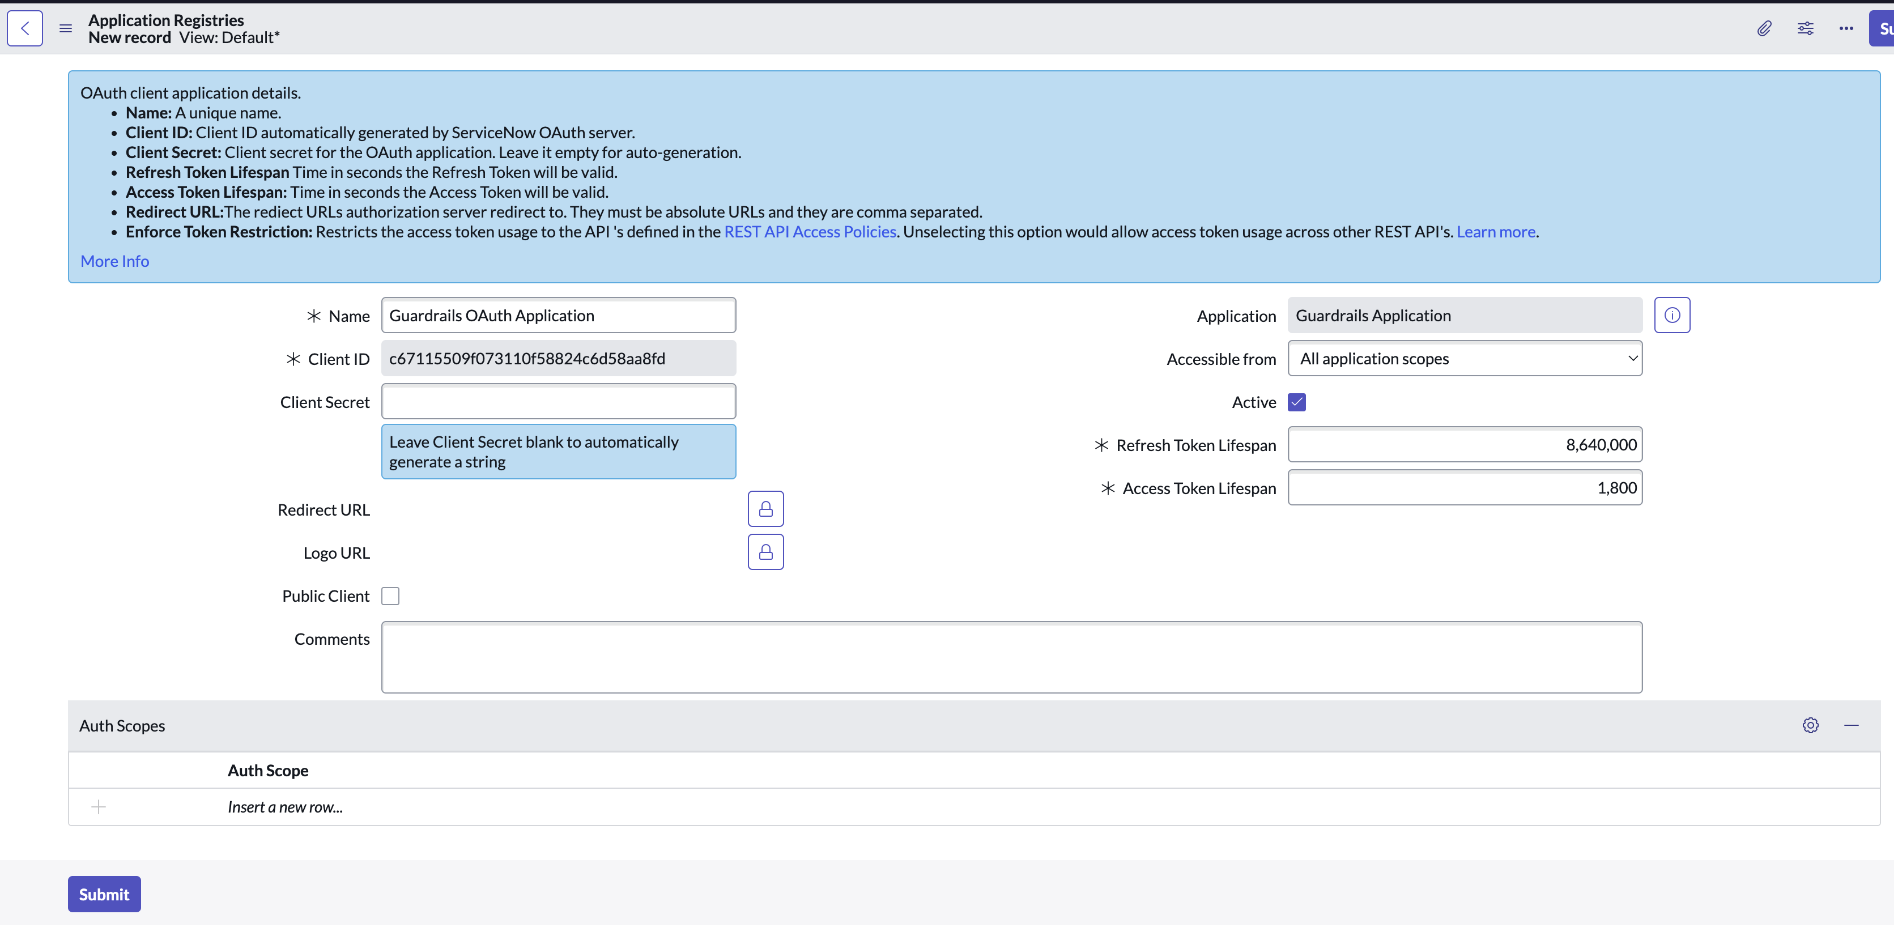 Application Registries
New record View: Default*
Su
OAuth client application details.
• Name: A unique name.
• Client ID: Client ID automatically generated by ServiceNow OAuth server.
• Client Secret: Client secret for the OAuth application. Leave it empty for auto-generation.
• Refresh Token Lifespan Time in seconds the Refresh Token will be valid.
• Access Token Lifespan: Time in seconds the Access Token will be valid.
• Redirect URL:The rediect URLs authorization server redirect to. They must be absolute URLs and they are comma separated.
• Enforce Token Restriction: Restricts the access token usage to the API 's defined in the REST API Access Policies. Unselecting this option would allow access token usage across other REST API's. Learn more.
More Info
Name Guardrails OAuth Application
Client ID c67115509f073110f58824c6d58aa8fd
Client Secret
Leave Client Secret blank to automatically
generate a string
Redirect URL
Logo URL
Public Client
Comments
Application Guardrails Application
Accessible from All application scopes
Active
Refresh Token Lifespan 8,640,000
Access Token Lifespan 1,800
Auth Scopes
Auth Scope
Insert a new row...
Submit